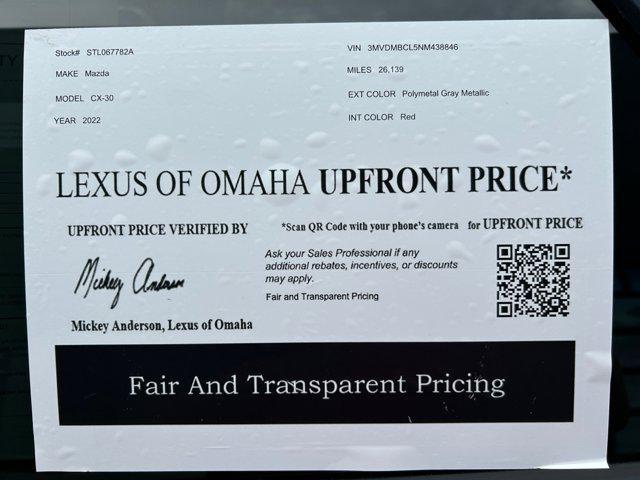 Stock# STL067782A
VIN 3MVDMBCL5NM438846
MAKE Mazda
MILES 26,139
MODEL CX-30
EXT COLOR Polymetal Gray Metallic
YEAR 2022
INT COLOR Red
LEXUS OF OMAHA UPFRONT PRICE*
UPFRONT PRICE VERIFIED BY
*Scan QR Code with your phone's camera for UPFRONT PRICE
Mickey Anderson
Ask your Sales Professional if any
additional rebates, incentives, or discounts
may apply.
Fair and Transparent Pricing
Mickey Anderson, Lexus of Omaha
Fair And Transparent Pricing